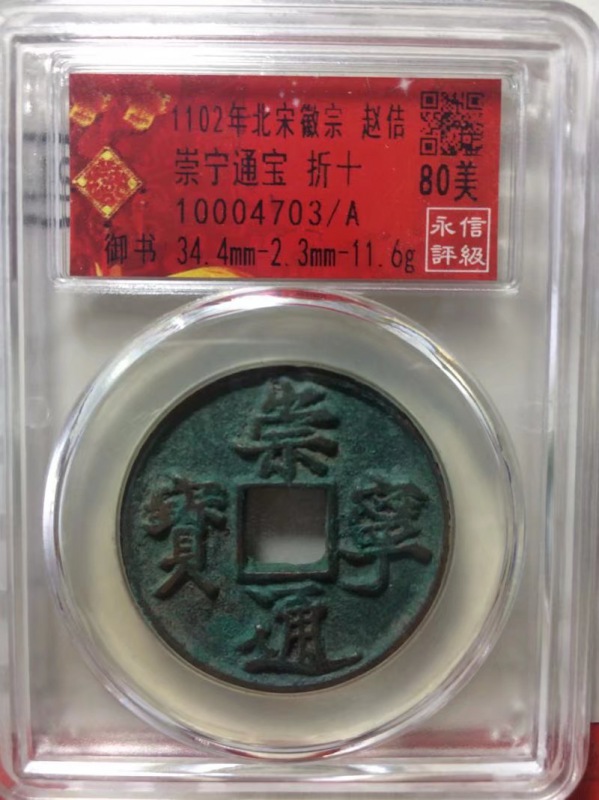 1102年北宋徽宗 赵佶
崇宁通宝 折十
80美
10004703/A
御书 34.4mm-2.3mm-11.6g
永信
評級
崇
寶 寧
通